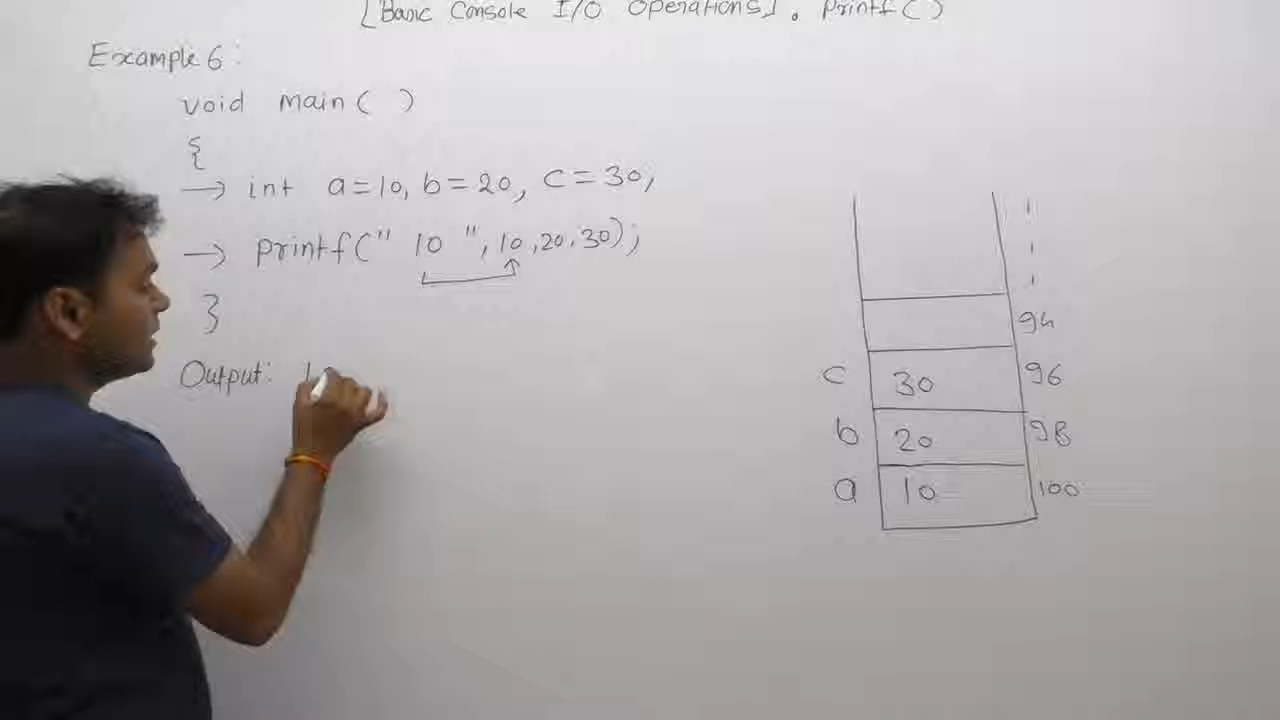 [Basic Console I/O Operations]. Printf( )
Example 6:
void main( )
{
→ int a=10, b=20, c=30,
→ printf(" 10 ", 10,20,30);
}
Output:
94
c 30 96
b 20 98
a 10 100